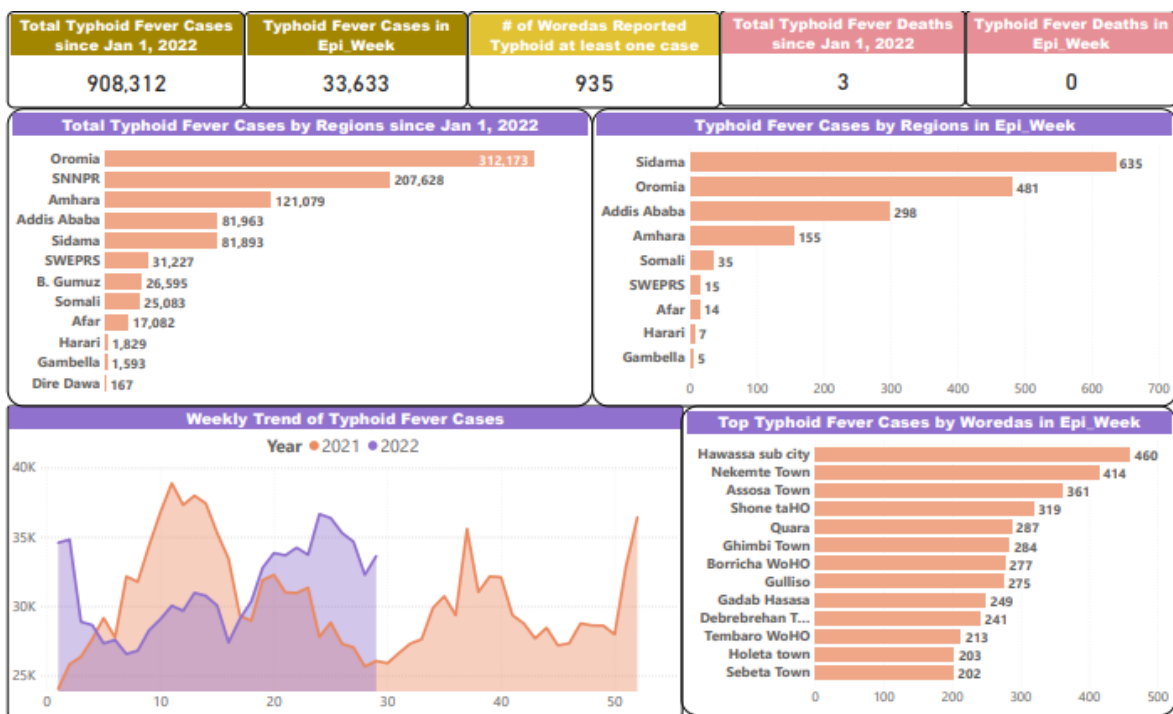 Total Typhoid Fever Cases
since Jan 1, 2022
908,312
Typhoid Fever Cases in
Epi_Week
33,633
# of Woredas Reported
Typhoid at least one case
935
Total Typhoid Fever Deaths
since Jan 1, 2022
3
Typhoid Fever Deaths in
Epi_Week
0
Total Typhoid Fever Cases by Regions since Jan 1, 2022
Oromia 312,173
SNNPR 207,628
Amhara 121,079
Addis Ababa 81,963
Sidama 81,893
SWEPRS 31,227
B. Gumuz 26,595
Somali 25,083
Afar 17,082
Harari 1,829
Gambella 1,593
Dire Dawa 167
Typhoid Fever Cases by Regions in Epi_Week
Sidama 635
Oromia 481
Addis Ababa 298
Amhara 155
Somali 35
SWEPRS 15
Afar 14
Harari 7
Gambella 5
0 100 200 300 400 500 600 700
Weekly Trend of Typhoid Fever Cases
Year 2021 2022
40K
35K
30K
25K
0 10 20 30 40 50
Top Typhoid Fever Cases by Woredas in Epi_Week
Hawassa sub city 460
Nekemte Town 414
Assosa Town 361
Shone taHO 319
Quara 287
Ghimbi Town 284
Borricha WoHO 277
Gulliso 275
Gadab Hasasa 249
Debrebrehan T... 241
Tembaro WoHO 213
Holeta town 203
Sebeta Town 202
0 100 200 300 400 500